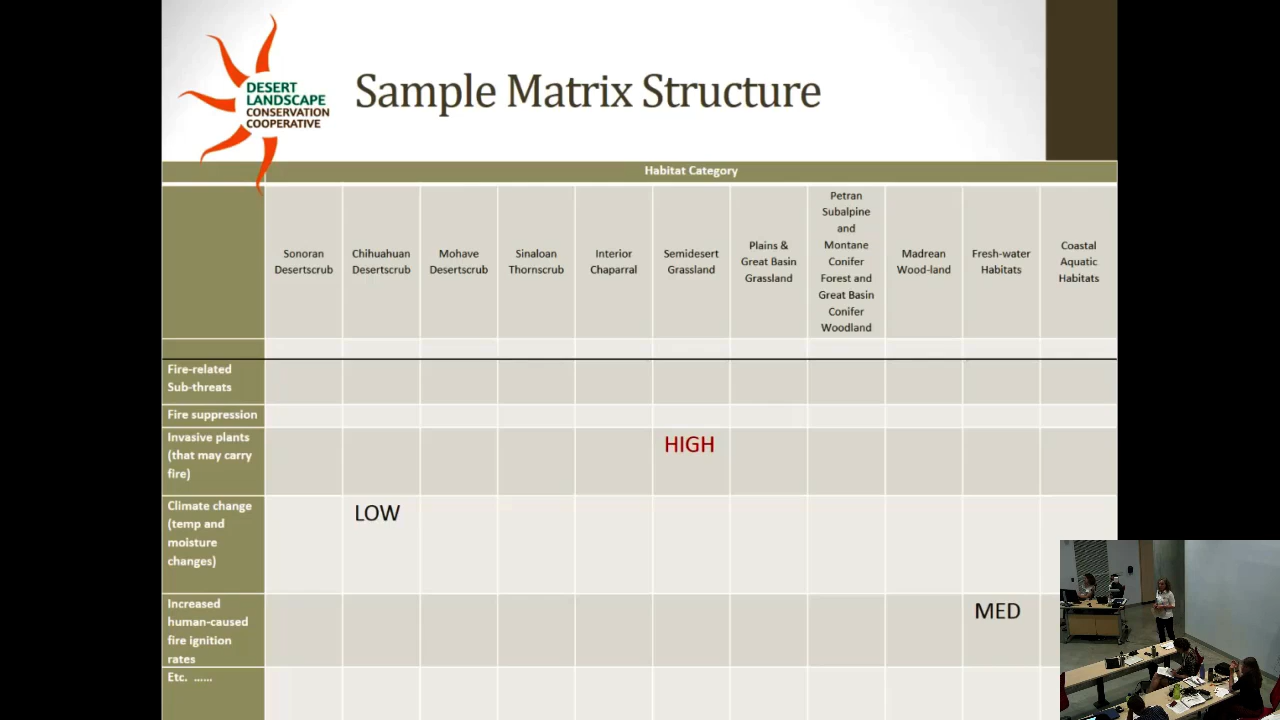 DESERT
LANDSCAPE
CONSERVATION
COOPERATIVE
Sample Matrix Structure
Habitat Category
Sonoran
Desertscrub
Chihuahuan
Desertscrub
Mohave
Desertscrub
Sinaloan
Thornscrub
Interior
Chaparral
Semidesert
Grassland
Plains &
Great Basin
Grassland
Petran
Subalpine
and
Montane
Conifer
Forest and
Great Basin
Conifer
Woodland
Madrean
Wood-land
Fresh-water
Habitats
Coastal
Aquatic
Habitats
Fire-related
Sub-threats
Fire suppression
Invasive plants
(that may carry
fire)
HIGH
Climate change
(temp and
moisture
changes)
LOW
Increased
human-caused
fire ignition
rates
MED
Etc. ......